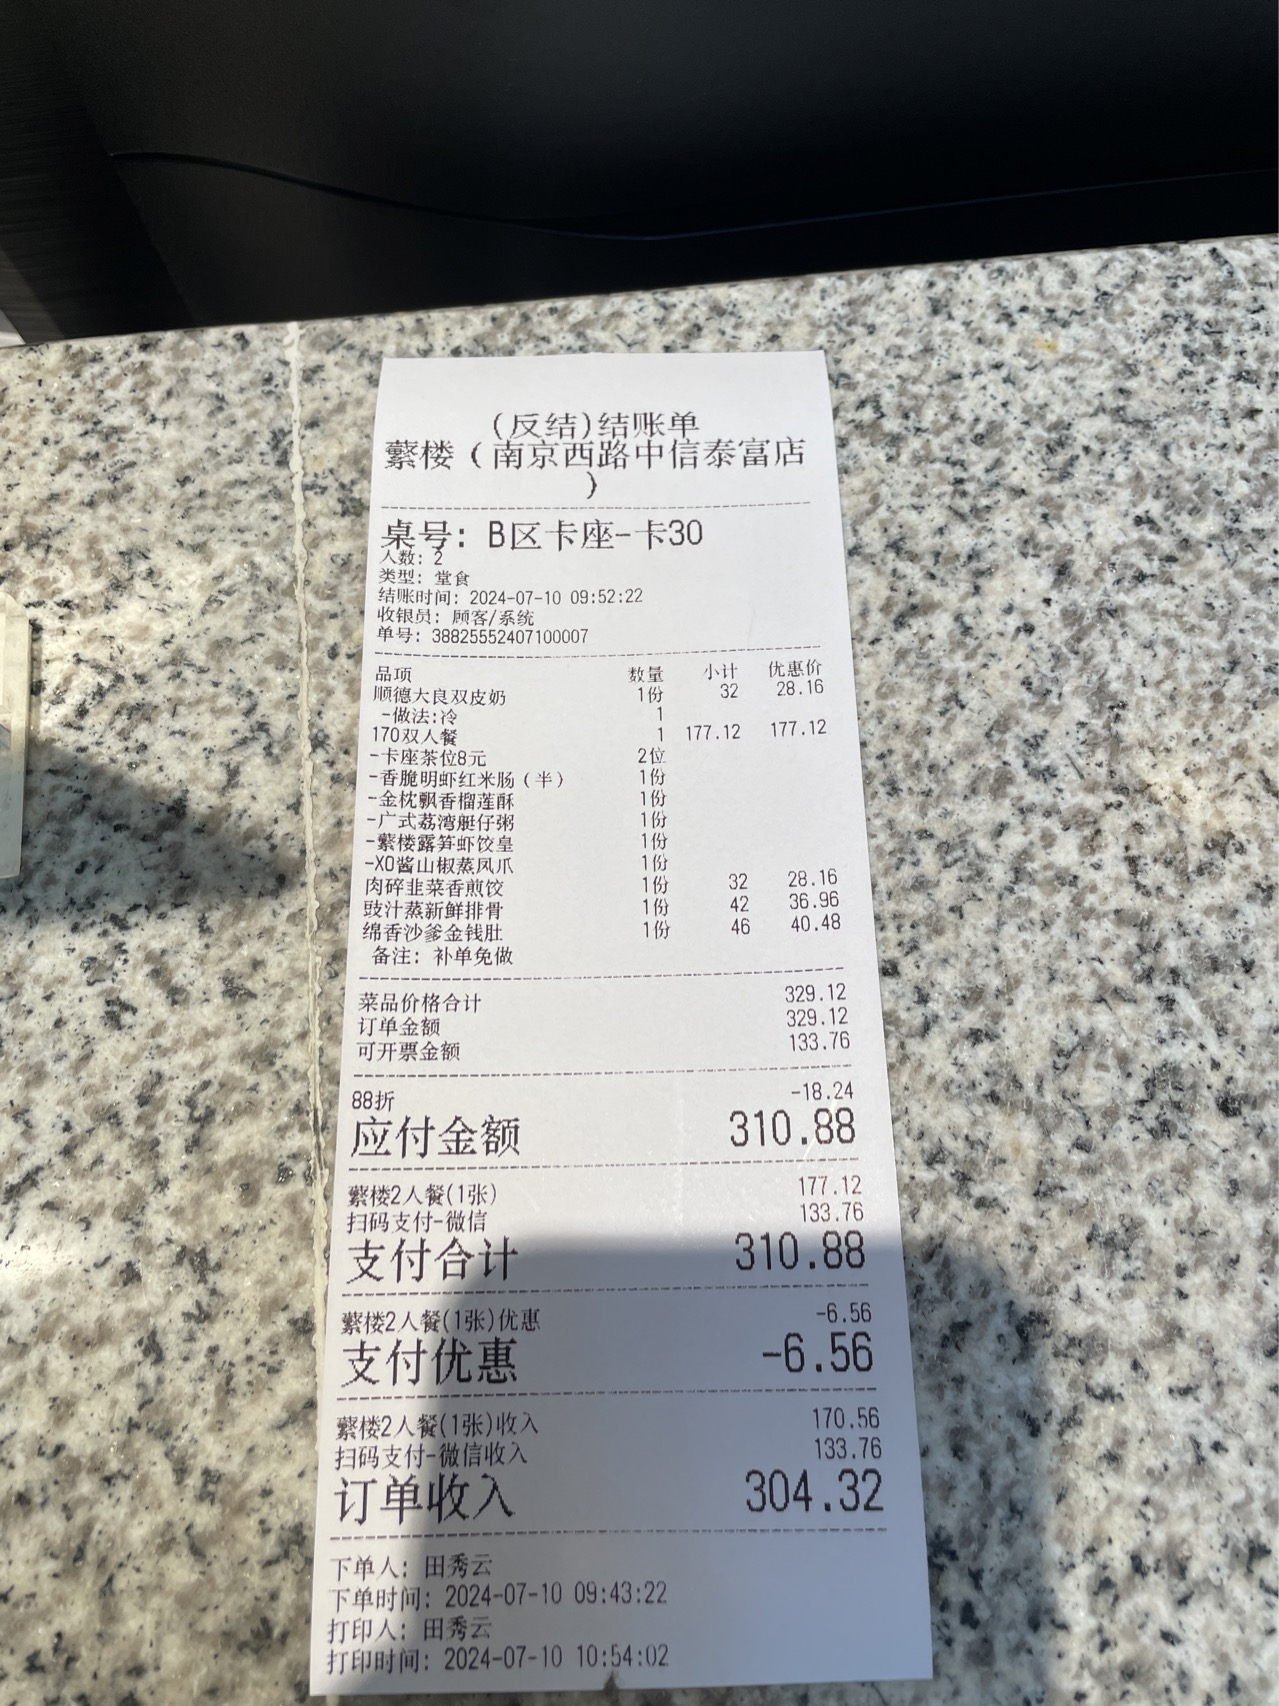 (反结)结账单
蘩楼（南京西路中信泰富店
）
桌号: B区卡座-卡30
人数: 2
类型: 堂食
结账时间: 2024-07-10 09:52:22
收银员: 顾客/系统
单号: 38825552407100007
品项 数量 小计 优惠价
顺德大良双皮奶 1份 32 28.16
-做法:冷 1
170双人餐 1 177.12 177.12
-卡座茶位8元 2位
-香脆明虾红米肠（半） 1份
-金枕飘香榴莲酥 1份
-广式荔湾艇仔粥 1份
-蘩楼露笋虾饺皇 1份
-XO酱山椒蒸凤爪 1份
肉碎韭菜香煎饺 1份 32 28.16
豉汁蒸新鲜排骨 1份 42 36.96
绵香沙爹金钱肚 1份 46 40.48
备注: 补单免做
菜品价格合计 329.12
订单金额 329.12
可开票金额 133.76
88折 -18.24
应付金额 310.88
蘩楼2人餐(1张) 177.12
扫码支付-微信 133.76
支付合计 310.88
蘩楼2人餐(1张)优惠 -6.56
支付优惠 -6.56
蘩楼2人餐(1张)收入 170.56
扫码支付-微信收入 133.76
订单收入 304.32
下单人: 田秀云
下单时间: 2024-07-10 09:43:22
打印人: 田秀云
打印时间: 2024-07-10 10:54:02